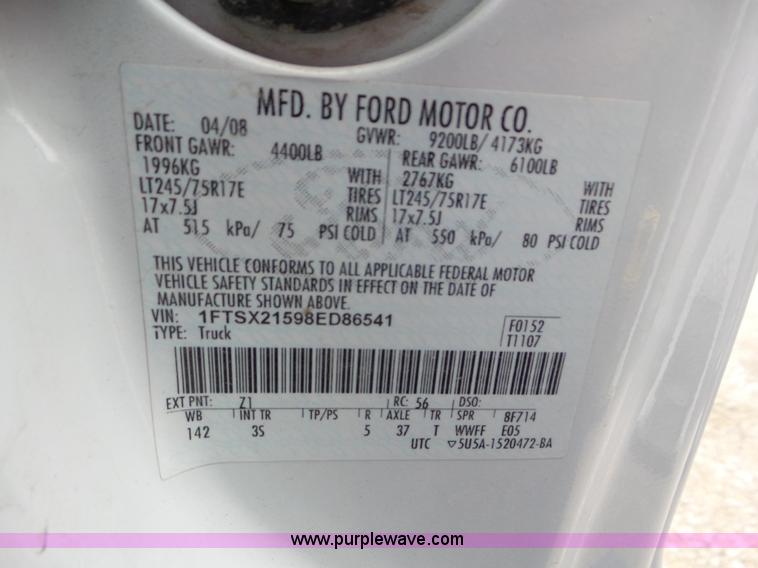 MFD. BY FORD MOTOR CO.
DATE: 04/08 GVWR: 9200LB/ 4173KG
FRONT GAWR: 4400LB REAR GAWR: 6100LB
1996KG WITH 2767KG WITH
LT245/75R17E TIRES LT245/75R17E TIRES
17x7.5J RIMS 17x7.5J RIMS
AT 515 kPa/ 75 PSI COLD AT 550 kPa/ 80 PSI COLD
THIS VEHICLE CONFORMS TO ALL APPLICABLE FEDERAL MOTOR
VEHICLE SAFETY STANDARDS IN EFFECT ON THE DATE OF
MANUFACTURE SHOWN ABOVE.
VIN: 1FTSX21598ED86541 F0152
TYPE: Truck T1107
EXT PNT: Z1 RC: 56 DSO:
WB INT TR TP/PS R AXLE TR SPR 8F714
142 3S 5 37 T WWFF E05
UTC ▽5U5A-1520472-BA
www.purplewave.com